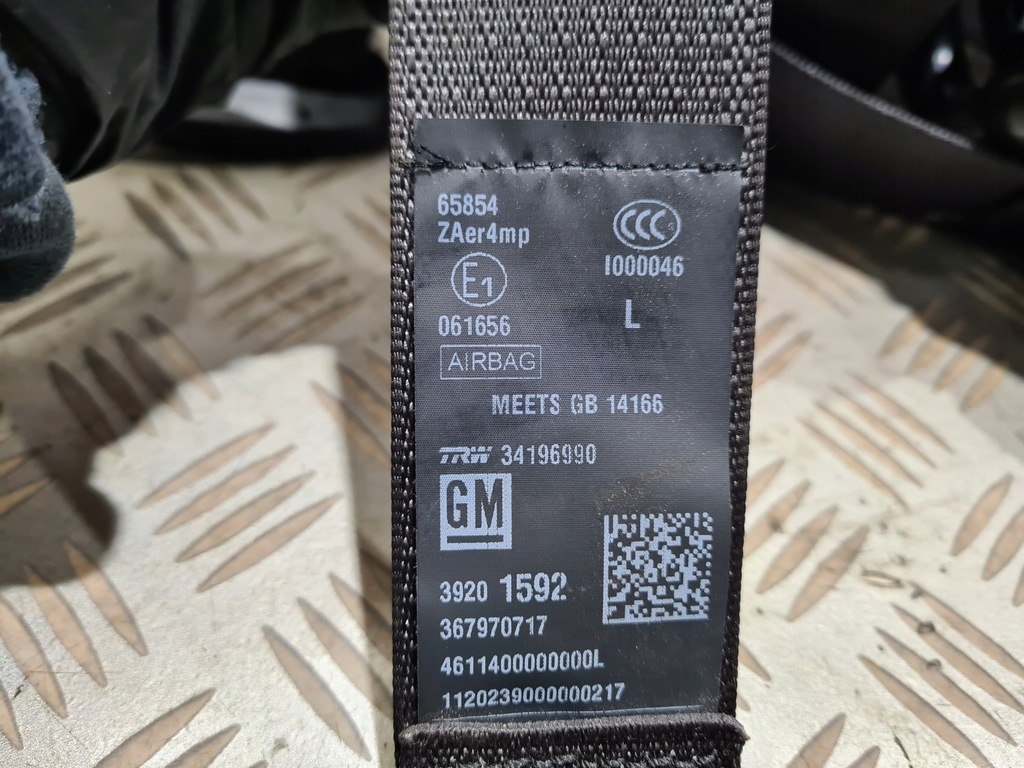 65854
ZAer4mp
CCC
I000046
E1
061656
L
AIRBAG
MEETS GB 14166
TRW 34196990
GM
3920 1592
367970717
4611400000000L
1120239000000217